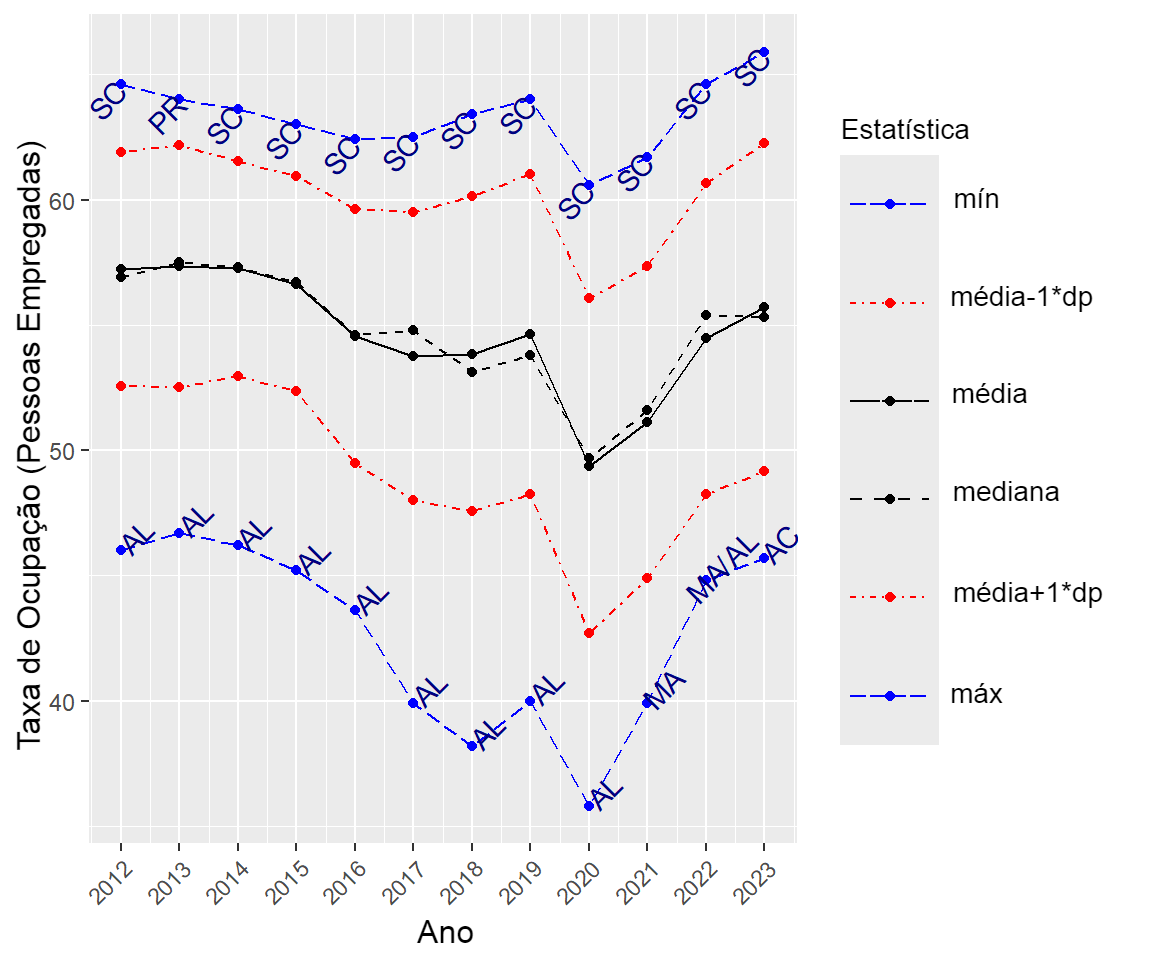 Taxa de Ocupação (Pessoas Empregadas)
60
50
40
SC
PR
SC
SC
SC
SC
SC
SC
SC
SC
SC
SC
AL
AL
AL
AL
AL
AL
AL
AL
AL
MA
MA/AL
AC
2012
2013
2014
2015
2016
2017
2018
2019
2020
2021
2022
2023
Ano
Estatística
mín
média-1*dp
média
mediana
média+1*dp
máx